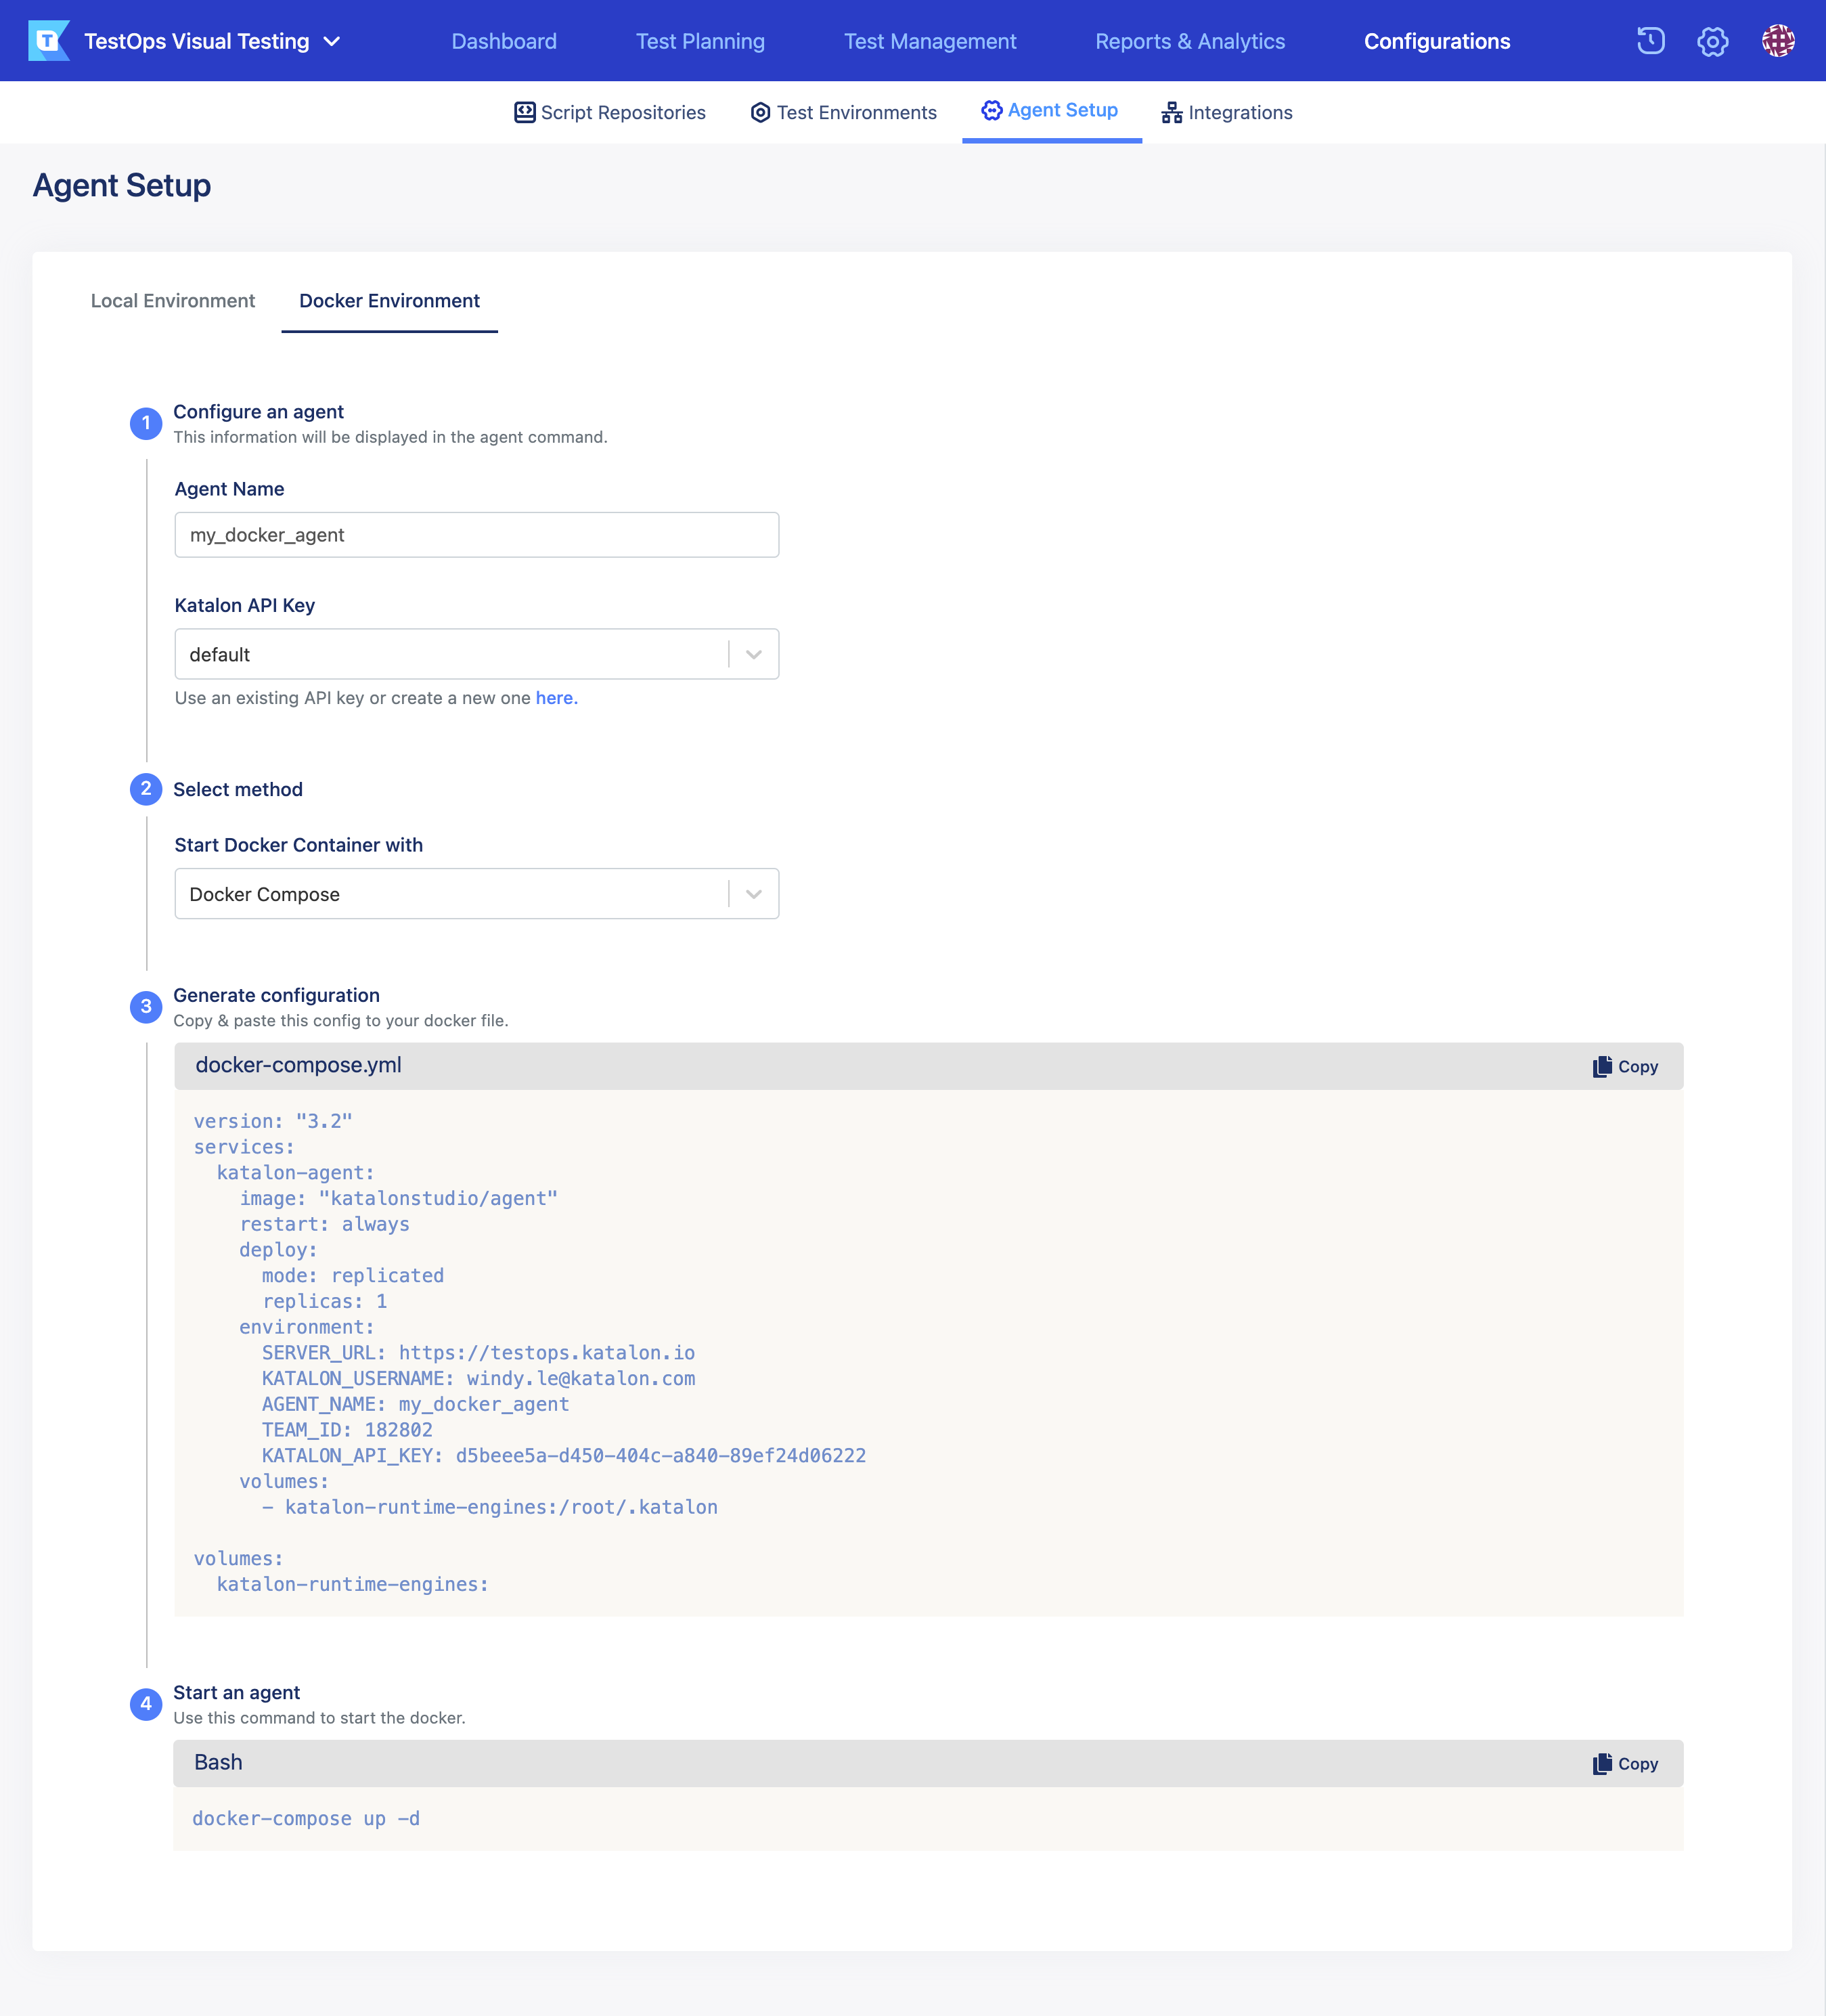 TestOps Visual Testing
Dashboard
Test Planning
Test Management
Reports & Analytics
Configurations
Script Repositories
Test Environments
Agent Setup
Integrations
Agent Setup
Local Environment
Docker Environment
1
Configure an agent
This information will be displayed in the agent command.
Agent Name
my_docker_agent
Katalon API Key
default
Use an existing API key or create a new one here.
2
Select method
Start Docker Container with
Docker Compose
3
Generate configuration
Copy & paste this config to your docker file.
docker-compose.yml
Copy
version: "3.2"
services:
  katalon-agent:
    image: "katalonstudio/agent"
    restart: always
    deploy:
      mode: replicated
      replicas: 1
    environment:
      SERVER_URL: https://testops.katalon.io
      KATALON_USERNAME: windy.le@katalon.com
      AGENT_NAME: my_docker_agent
      TEAM_ID: 182802
      KATALON_API_KEY: d5beee5a-d450-404c-a840-89ef24d06222
    volumes:
      - katalon-runtime-engines:/root/.katalon
volumes:
  katalon-runtime-engines:
4
Start an agent
Use this command to start the docker.
Bash
Copy
docker-compose up -d